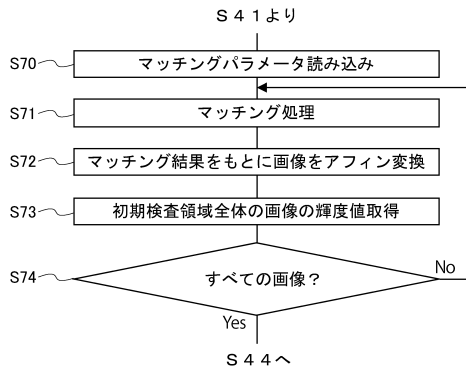 Ｓ４１より
S70 マッチングパラメータ読み込み
S71 マッチング処理
S72 マッチング結果をもとに画像をアフィン変換
S73 初期検査領域全体の画像の輝度値取得
S74 すべての画像？ No
Yes
Ｓ４４へ